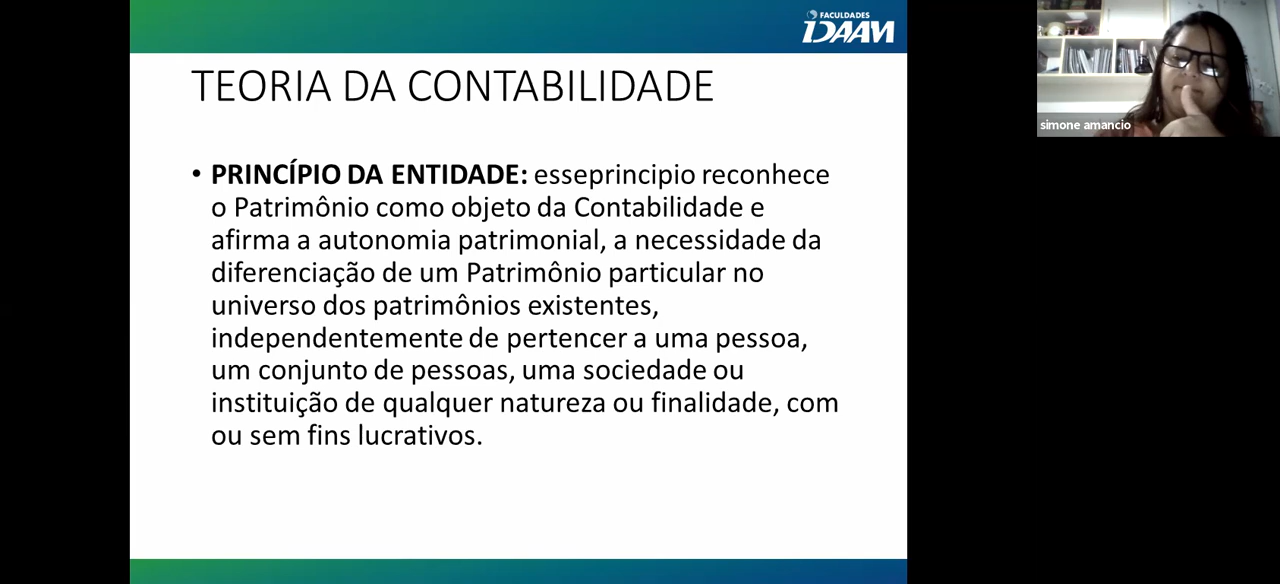 FACULDADES
IDAAM
simone amancio
TEORIA DA CONTABILIDADE
• PRINCÍPIO DA ENTIDADE: esseprincipio reconhece
o Patrimônio como objeto da Contabilidade e
afirma a autonomia patrimonial, a necessidade da
diferenciação de um Patrimônio particular no
universo dos patrimônios existentes,
independentemente de pertencer a uma pessoa,
um conjunto de pessoas, uma sociedade ou
instituição de qualquer natureza ou finalidade, com
ou sem fins lucrativos.